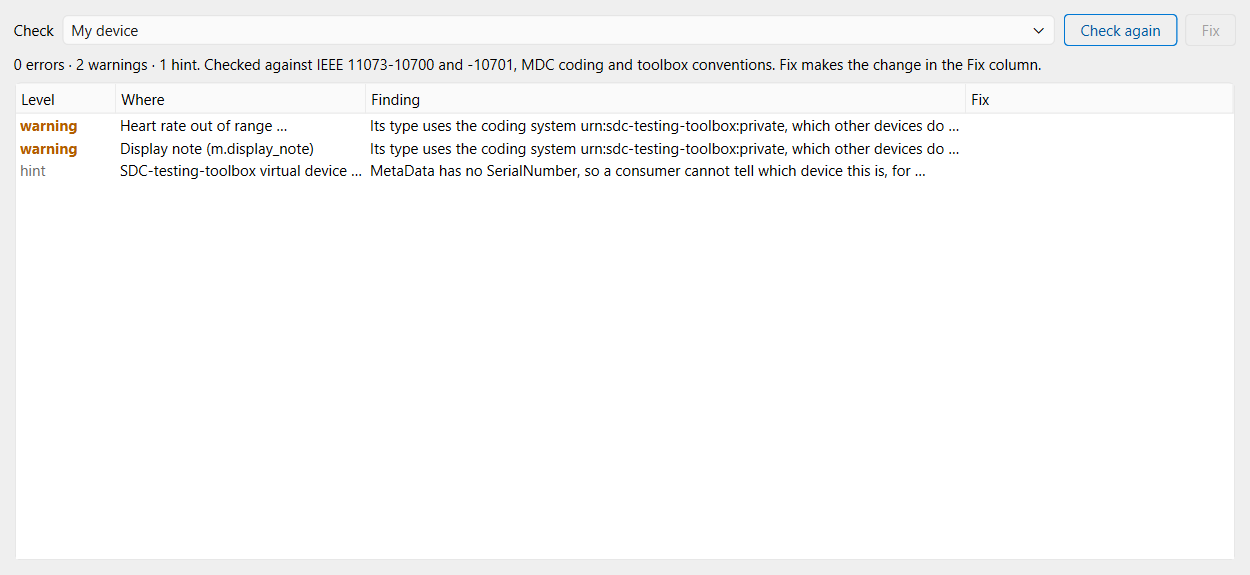 Check My device Check again Fix
0 errors · 2 warnings · 1 hint. Checked against IEEE 11073-10700 and -10701, MDC coding and toolbox conventions. Fix makes the change in the Fix column.
Level Where Finding Fix
warning Heart rate out of range ... Its type uses the coding system urn:sdc-testing-toolbox:private, which other devices do ...
warning Display note (m.display_note) Its type uses the coding system urn:sdc-testing-toolbox:private, which other devices do ...
hint SDC-testing-toolbox virtual device ... MetaData has no SerialNumber, so a consumer cannot tell which device this is, for ...